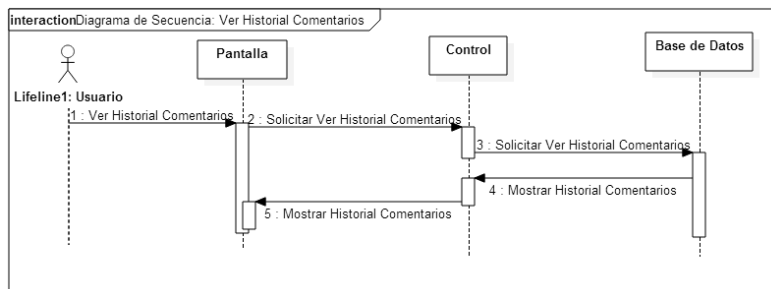 interactionDiagrama de Secuencia: Ver Historial Comentarios
Pantalla
Control
Base de Datos
Lifeline1: Usuario
1 : Ver Historial Comentarios
2 : Solicitar Ver Historial Comentarios
3 : Solicitar Ver Historial Comentarios
4 : Mostrar Historial Comentarios
5 : Mostrar Historial Comentarios